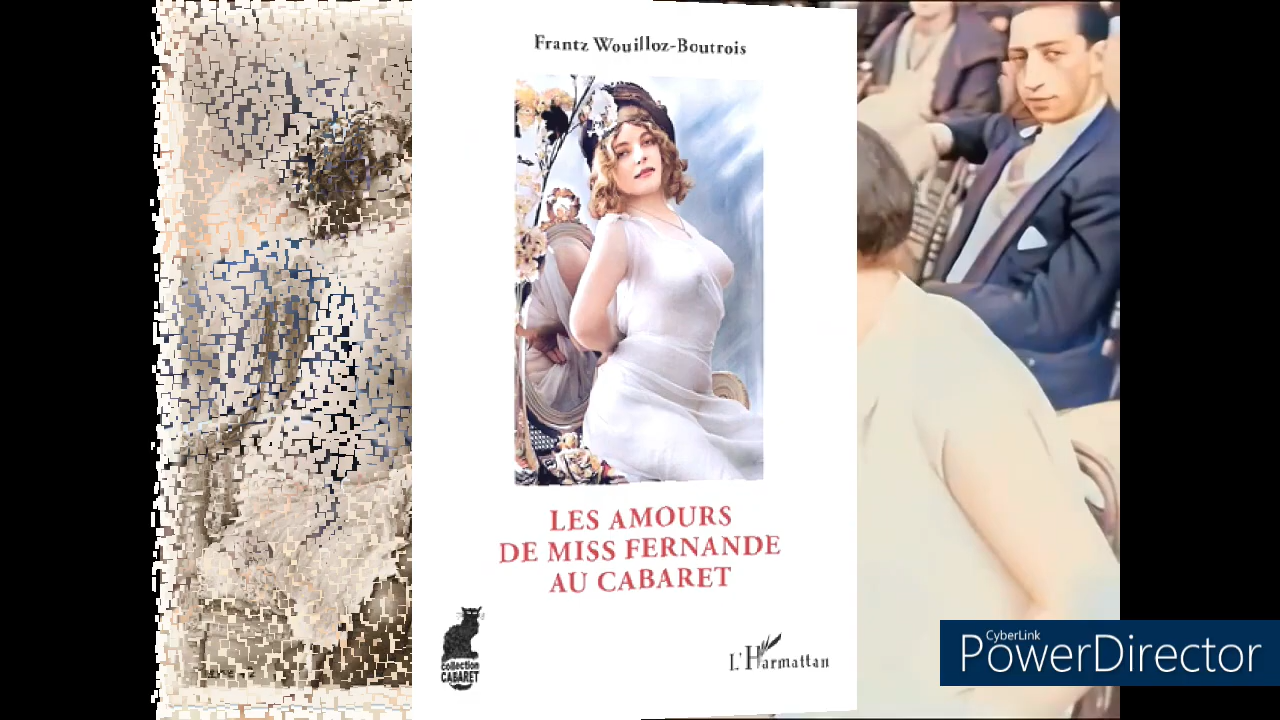 Frantz Wouilloz-Boutrois
LES AMOURS
DE MISS FERNANDE
AU CABARET
collection
CABARET
L'Harmattan
CyberLink
PowerDirector